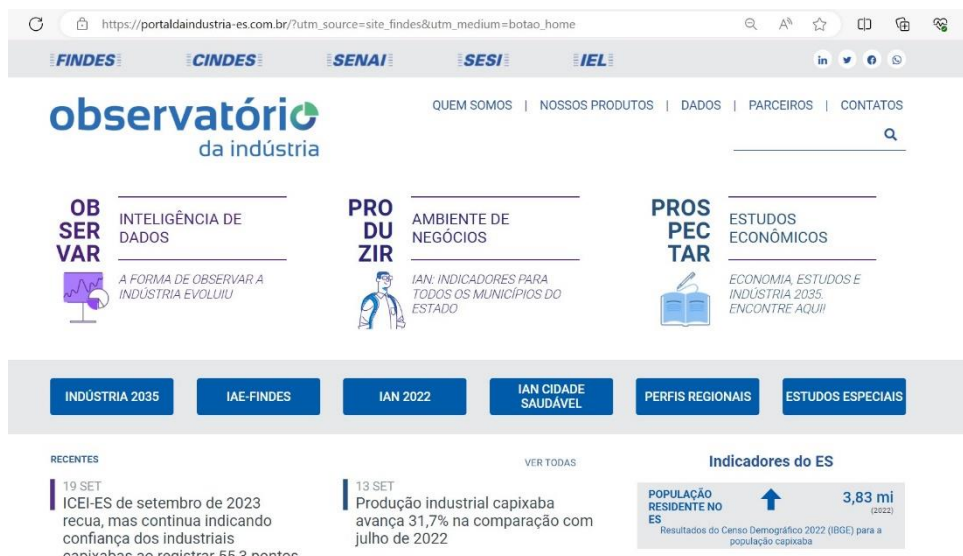 https://portaldaindustria-es.com.br/?utm_source=site_findes&utm_medium=botao_home
FINDES CINDES SENAI SESI IEL
observatório
da indústria
QUEM SOMOS | NOSSOS PRODUTOS | DADOS | PARCEIROS | CONTATOS
OB
SER
VAR
INTELIGÊNCIA DE
DADOS
A FORMA DE OBSERVAR A
INDÚSTRIA EVOLUIU
PRO
DU
ZIR
AMBIENTE DE
NEGÓCIOS
IAN: INDICADORES PARA
TODOS OS MUNICÍPIOS DO
ESTADO
PROS
PEC
TAR
ESTUDOS
ECONÔMICOS
ECONOMIA, ESTUDOS E
INDÚSTRIA 2035.
ENCONTRE AQUI!
INDÚSTRIA 2035
IAE-FINDES
IAN 2022
IAN CIDADE
SAUDÁVEL
PERFIS REGIONAIS
ESTUDOS ESPECIAIS
RECENTES
VER TODAS
19 SET
ICEI-ES de setembro de 2023
recua, mas continua indicando
confiança dos industriais
capixabas ao registrar 55,3 pontos
13 SET
Produção industrial capixaba
avança 31,7% na comparação com
julho de 2022
Indicadores do ES
POPULAÇÃO
RESIDENTE NO
ES
3,83 mi
(2022)
Resultados do Censo Demográfico 2022 (IBGE) para a
população capixaba